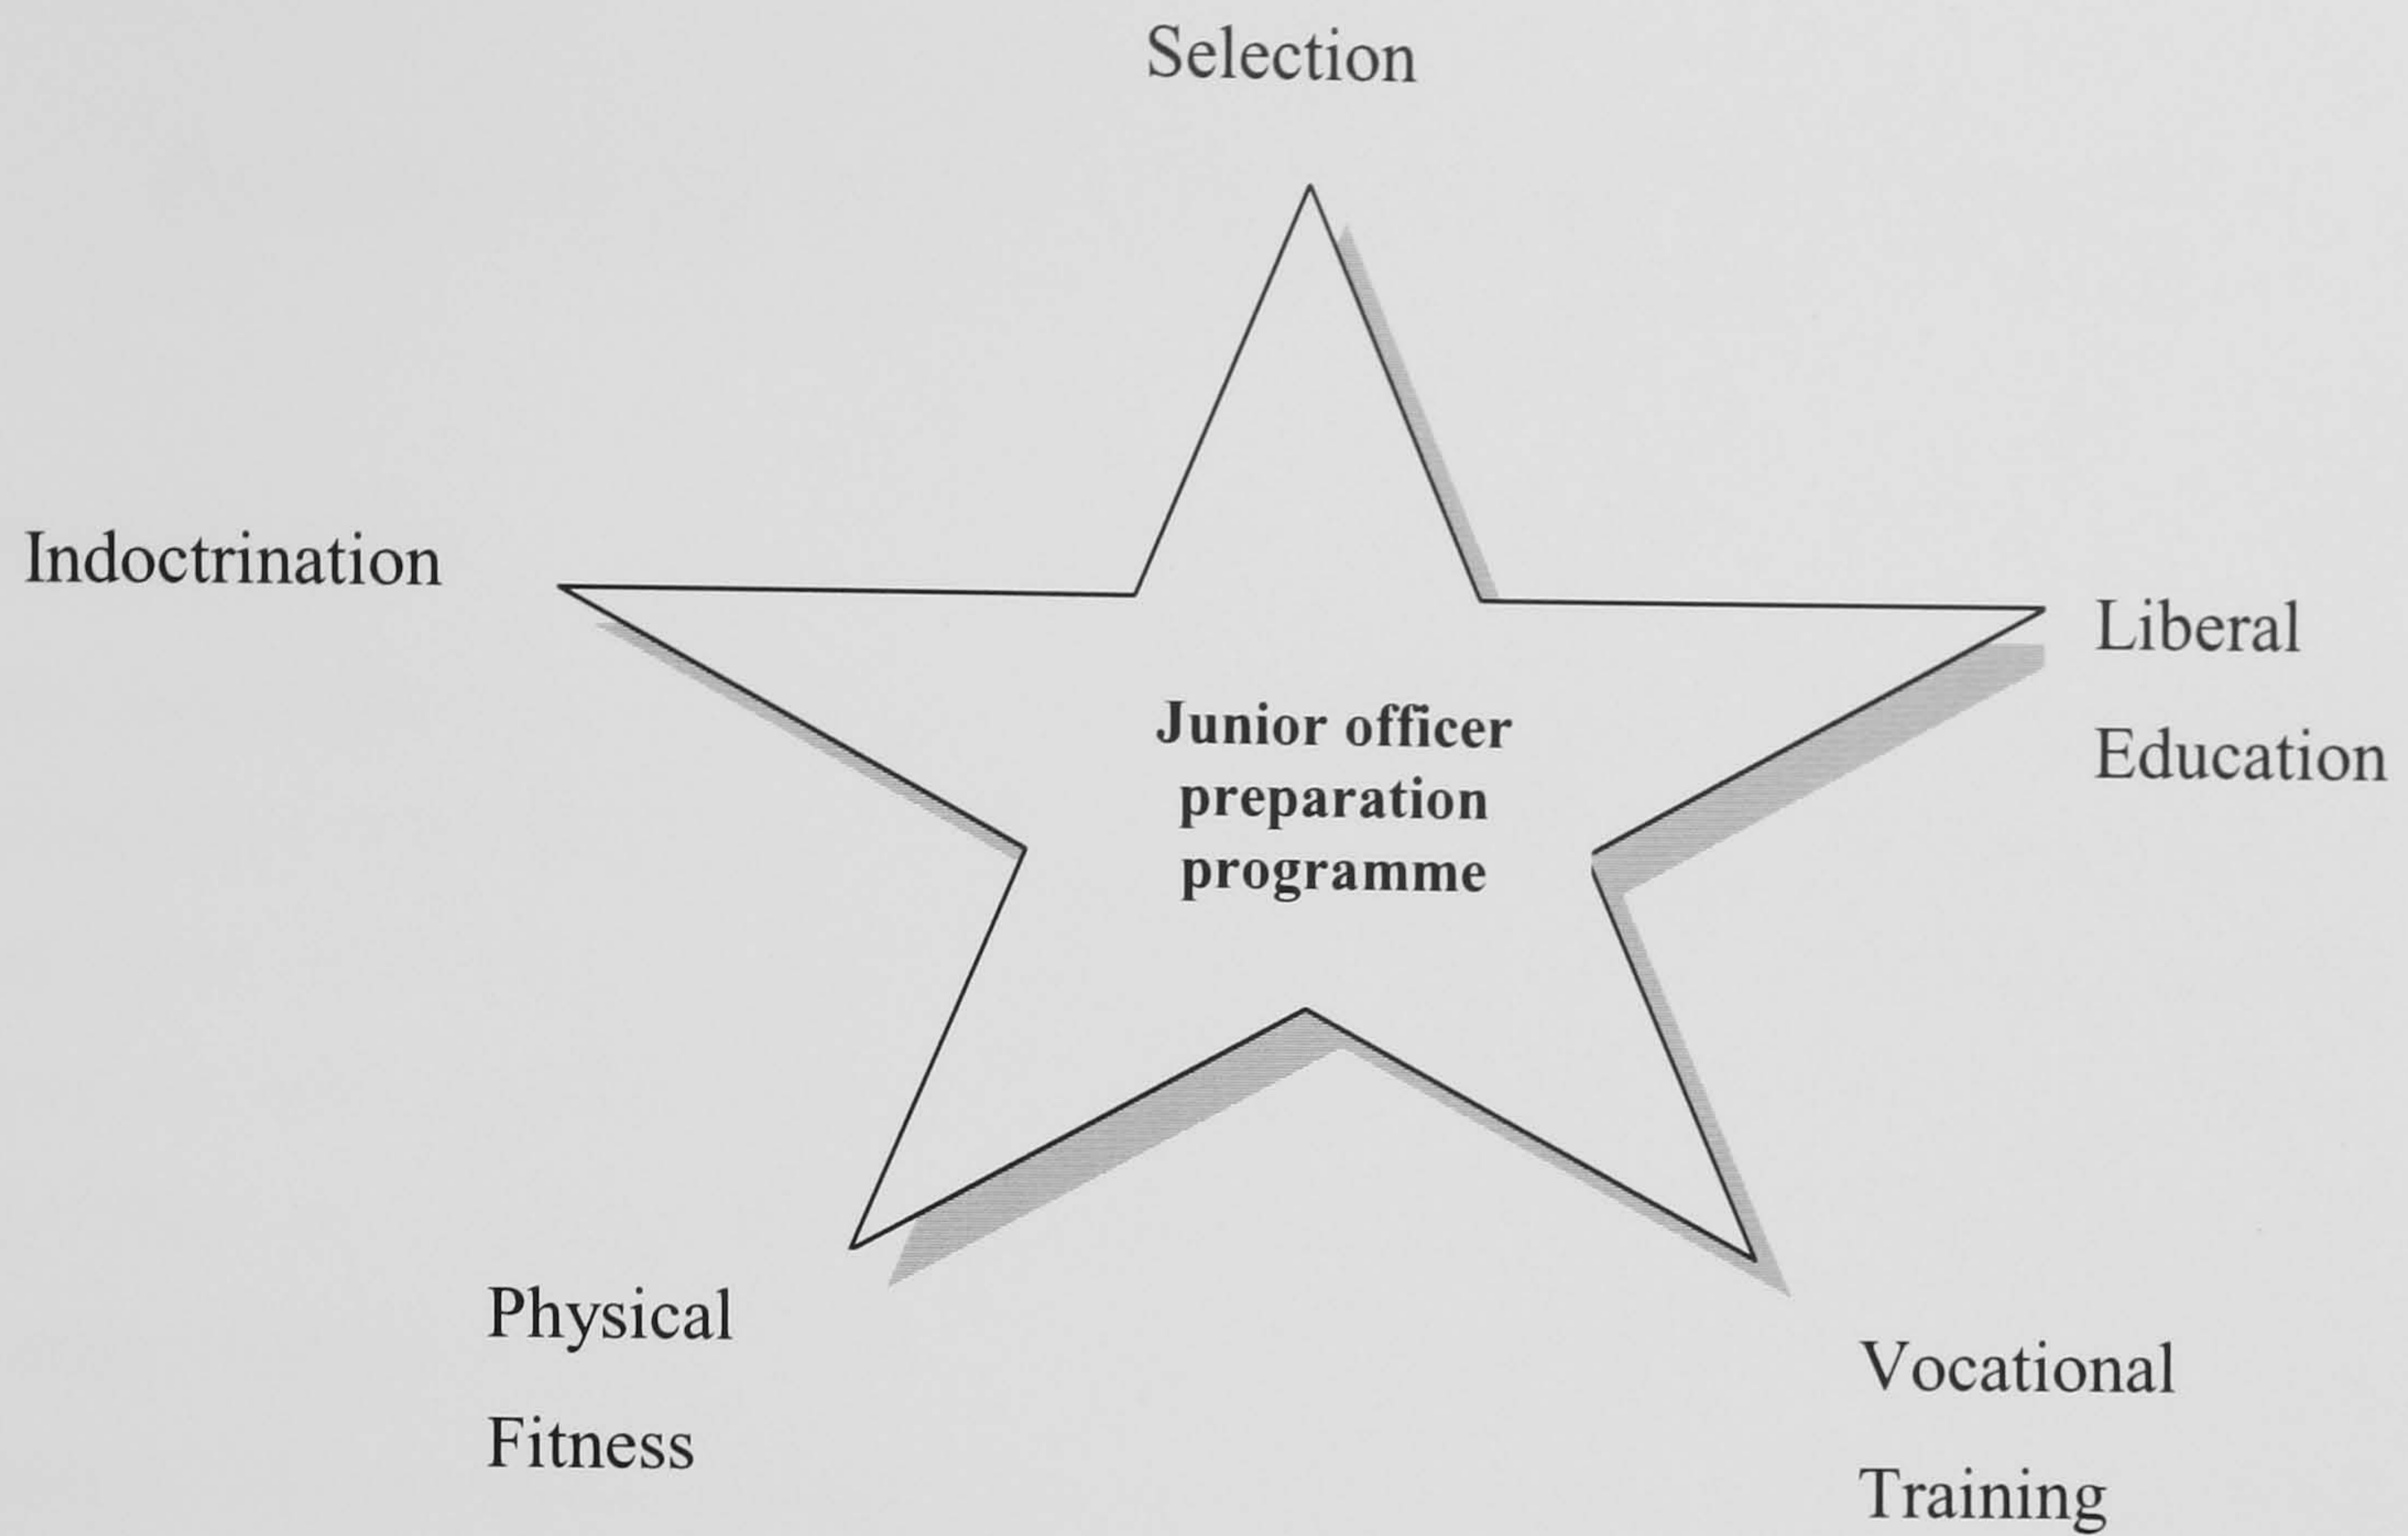 Selection
Indoctrination
Liberal
Education
Junior officer
preparation
programme
Physical
Fitness
Vocational
Training